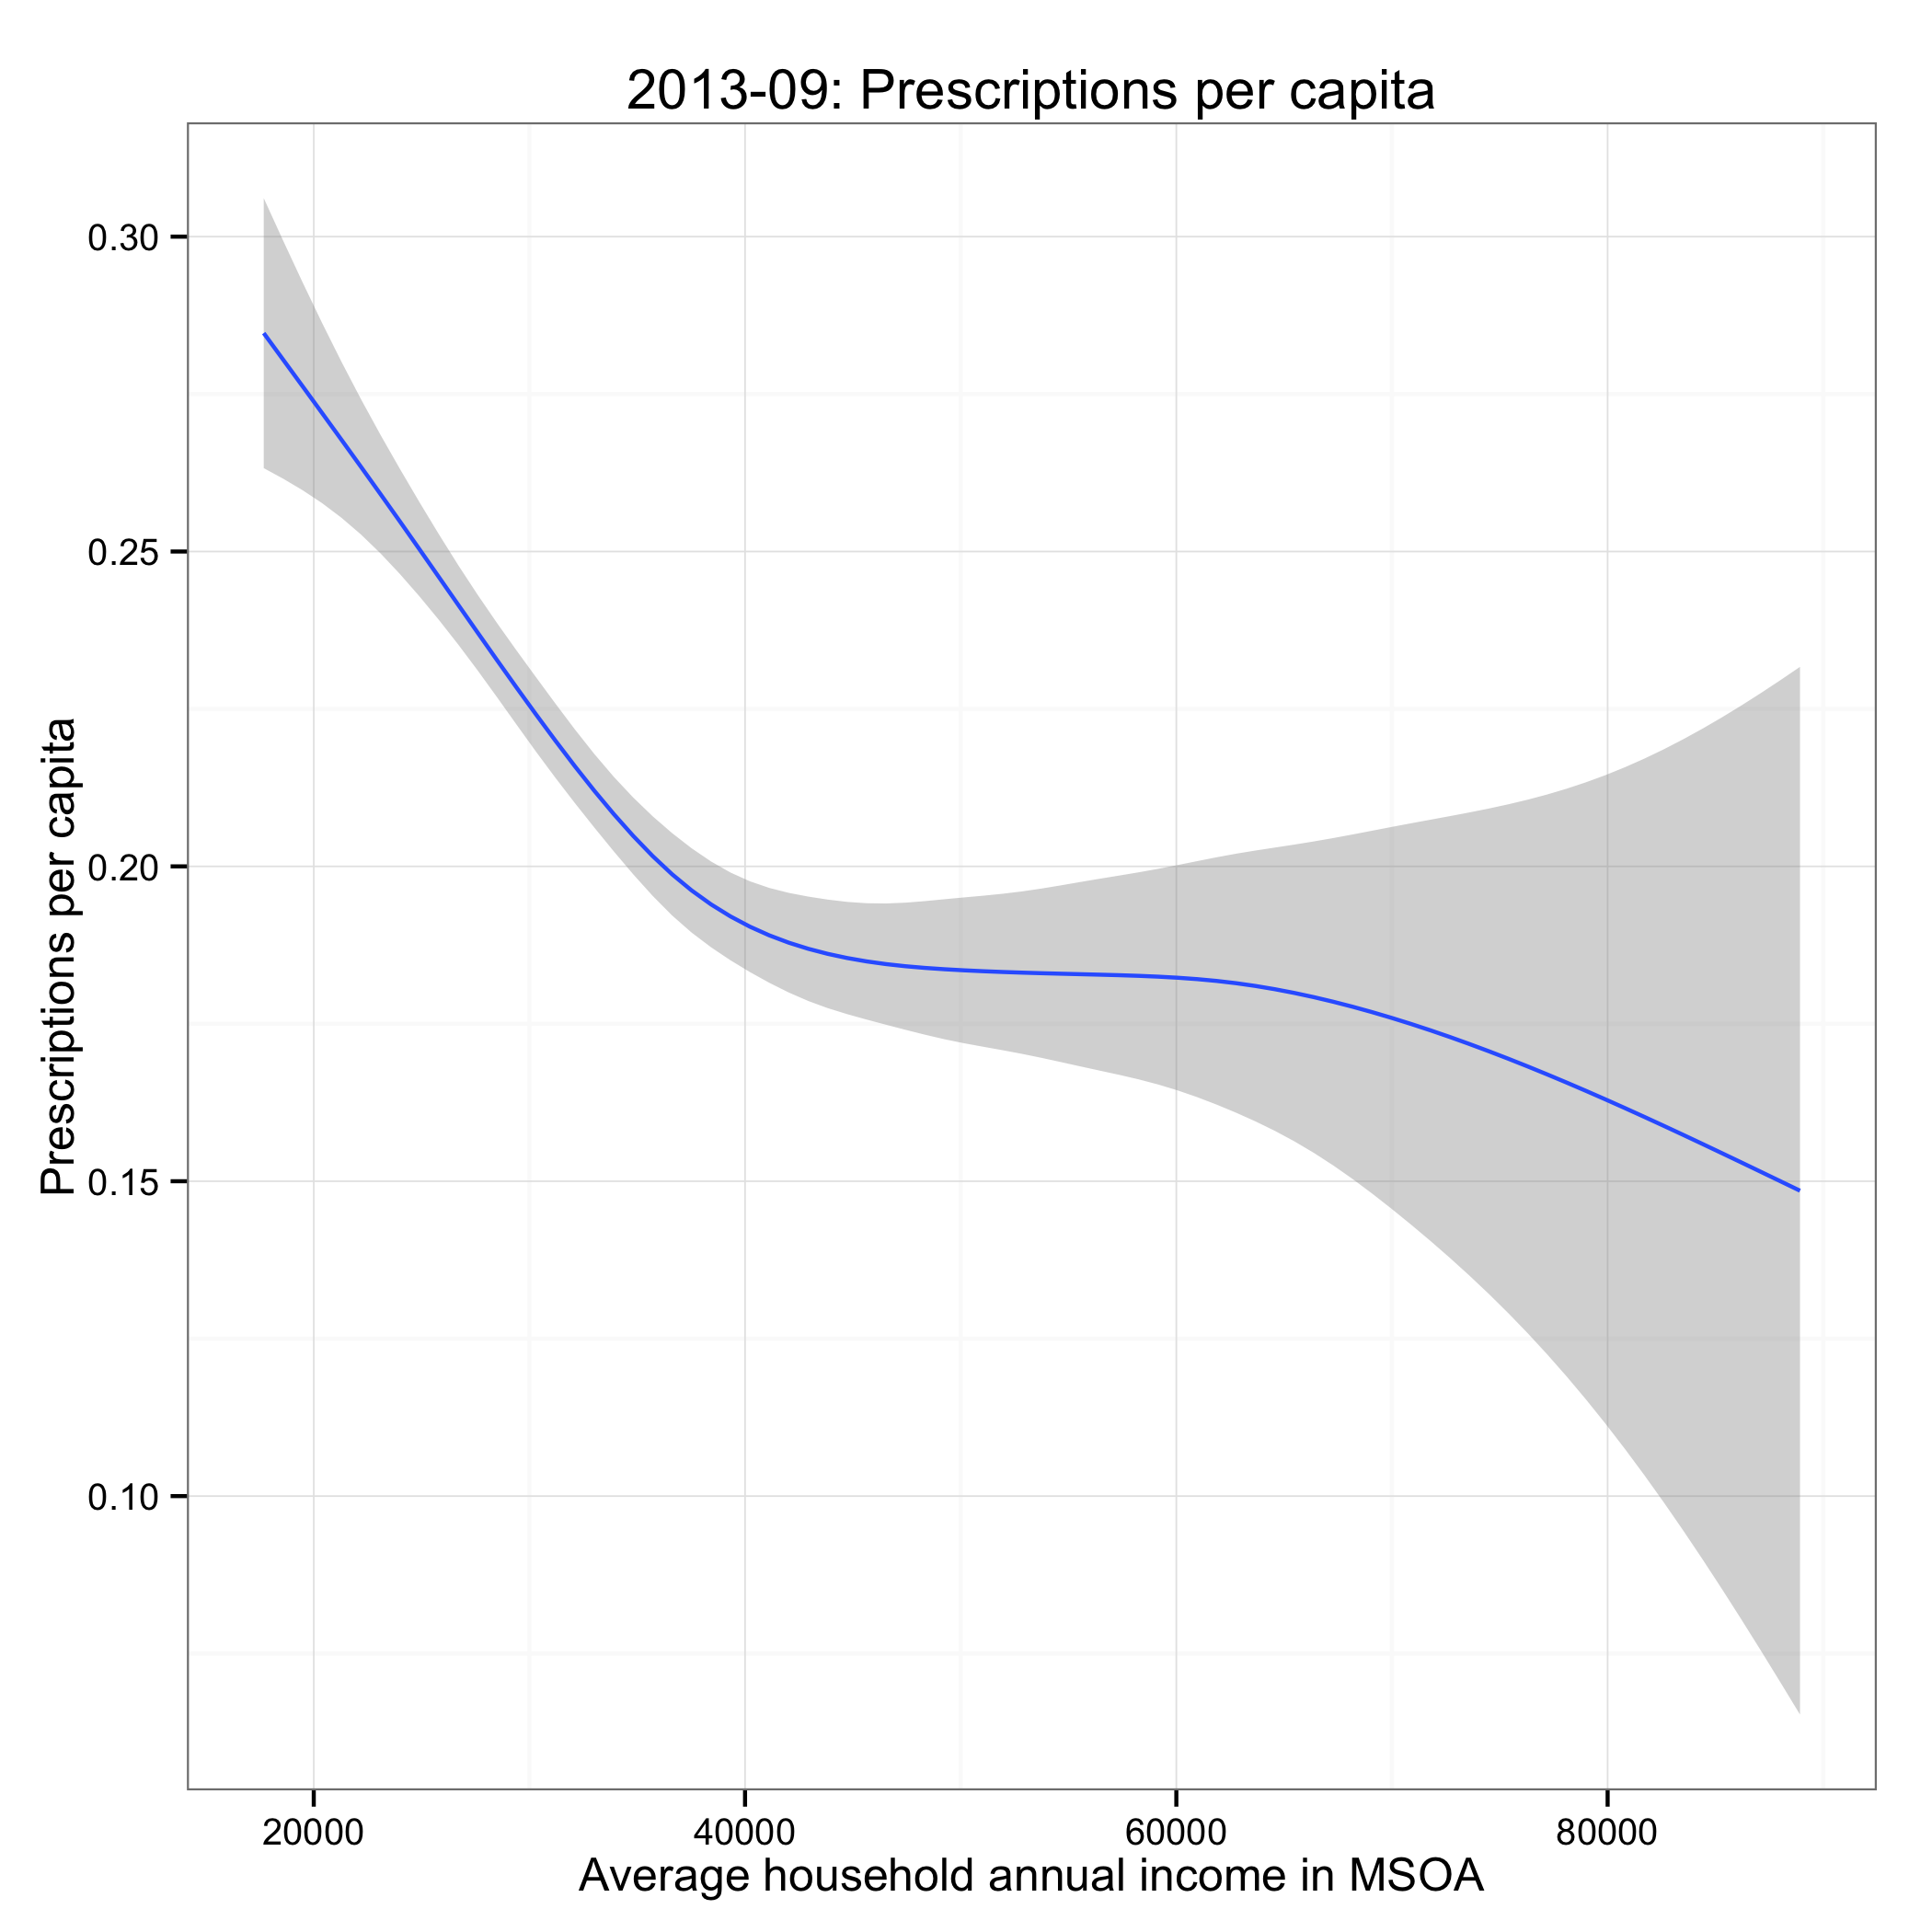 2013-09: Prescriptions per capita
Prescriptions per capita
0.30
0.25
0.20
0.15
0.10
20000 40000 60000 80000
Average household annual income in MSOA